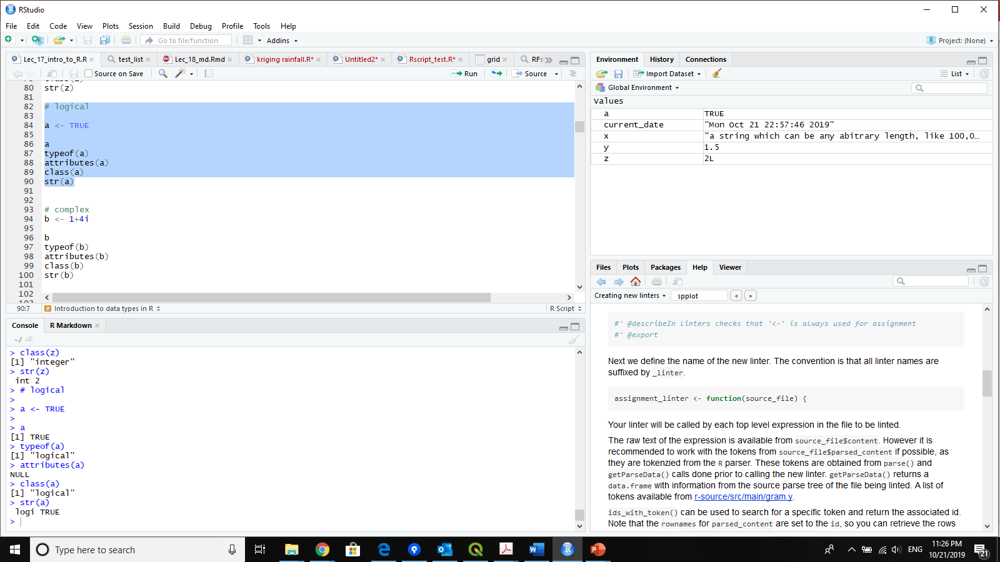 RStudio
File Edit Code View Plots Session Build Debug Profile Tools Help
Go to file/function Addins Project: (None)
Lec_17_intro_to_R.R test_list Lec_18_md.Rmd kriging rainfall.R* Untitled2* Rscript_test.R* grid RFs
Source on Save Run Source
80 str(z)
81
82 # logical
83
84 a <- TRUE
85
86 a
87 typeof(a)
88 attributes(a)
89 class(a)
90 str(a)
91
92
93 # complex
94 b <- 1+4i
95
96 b
97 typeof(b)
98 attributes(b)
99 class(b)
100 str(b)
101
102
90:7 Introduction to data types in R R Script
Console R Markdown
~/
> class(z)
[1] "integer"
> str(z)
int 2
> # logical
>
> a <- TRUE
>
> a
[1] TRUE
> typeof(a)
[1] "logical"
> attributes(a)
NULL
> class(a)
[1] "logical"
> str(a)
logi TRUE
>
Environment History Connections
Import Dataset List
Global Environment
Values
a TRUE
current_date "Mon Oct 21 22:57:46 2019"
x "a string which can be any abitrary length, like 100,0…
y 1.5
z 2L
Files Plots Packages Help Viewer
Creating new linters spplot < >
#' @describeIn linters checks that '<-' is always used for assignment
#' @export
Next we define the name of the new linter. The convention is that all linter names are
suffixed by _linter.
assignment_linter <- function(source_file) {
Your linter will be called by each top level expression in the file to be linted.
The raw text of the expression is available from source_file$content. However it is
recommended to work with the tokens from source_file$parsed_content if possible, as
they are tokenzied from the R parser. These tokens are obtained from parse() and
getParseData() calls done prior to calling the new linter. getParseData() returns a
data.frame with information from the source parse tree of the file being linted. A list of
tokens available from r-source/src/main/gram.y.
ids_with_token() can be used to search for a specific token and return the associated id.
Note that the rownames for parsed_content are set to the id, so you can retrieve the rows
Type here to search
ENG
11:26 PM
10/21/2019
21